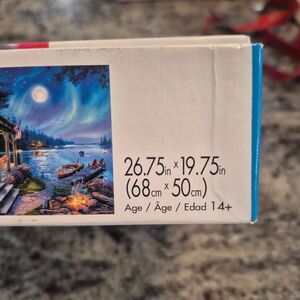 26.75in × 19.75in
(68cm × 50cm)
Age / Âge / Edad 14+